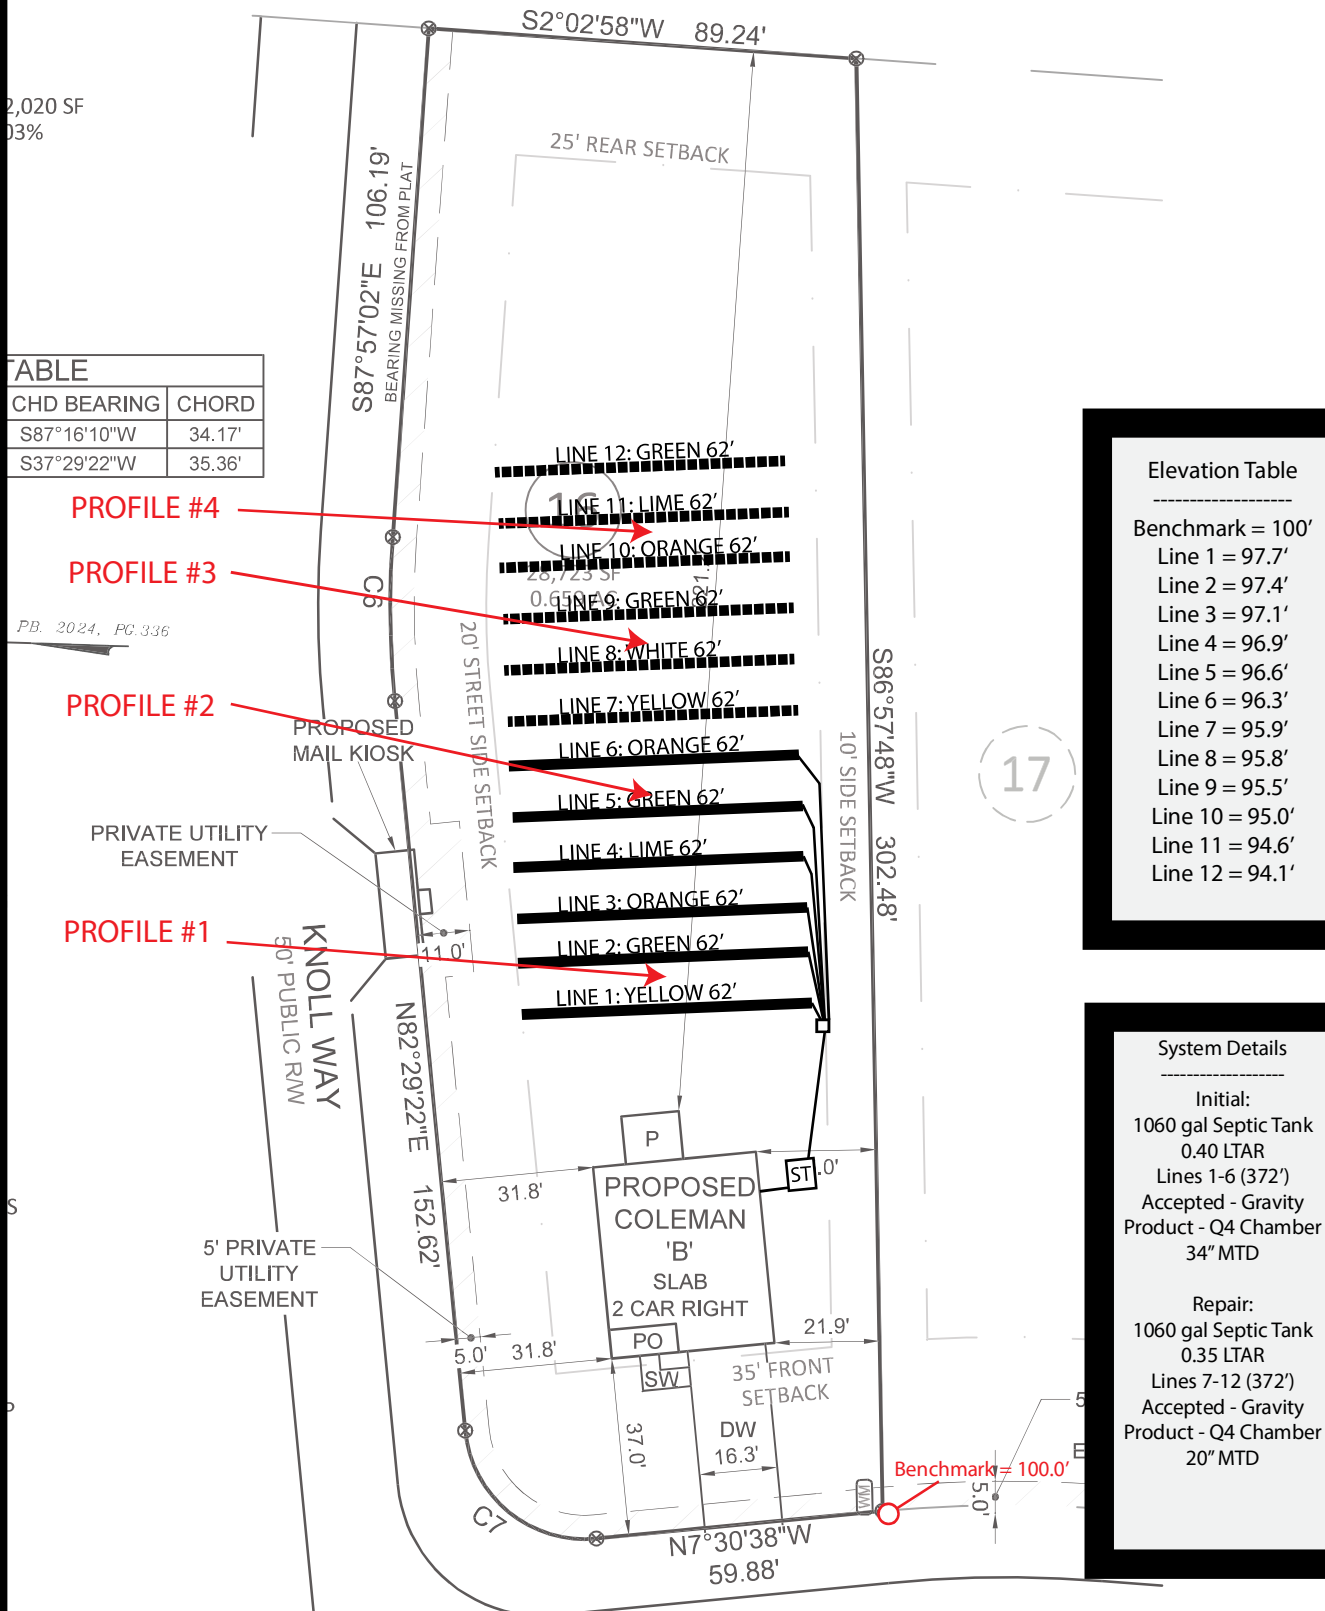 S2°02'58"W 89.24'
2,020 SF
03%
25' REAR SETBACK
S87°57'02"E 106.19'
BEARING MISSING FROM PLAT
TABLE
CHD BEARING CHORD
S87°16'10"W 34.17'
S37°29'22"W 35.36'
PROFILE #4
PROFILE #3
PROFILE #2
PROFILE #1
C6
PB. 2024, PG.336
LINE 12: GREEN 62'
16
LINE 11: LIME 62'
LINE 10: ORANGE 62'
28,723 SF
0.659 AC
LINE 9: GREEN 62'
LINE 8: WHITE 62'
LINE 7: YELLOW 62'
LINE 6: ORANGE 62'
LINE 5: GREEN 62'
LINE 4: LIME 62'
LINE 3: ORANGE 62'
LINE 2: GREEN 62'
LINE 1: YELLOW 62'
20' STREET SIDE SETBACK
10' SIDE SETBACK
S86°57'48"W 302.48'
17
PROPOSED
MAIL KIOSK
PRIVATE UTILITY
EASEMENT
11.0'
KNOLL WAY
50' PUBLIC R/W
N82°29'22"E 152.62'
P
31.8'
ST
.0'
PROPOSED
COLEMAN
'B'
SLAB
2 CAR RIGHT
5' PRIVATE
UTILITY
EASEMENT
5.0'
31.8'
PO
SW
21.9'
35' FRONT
SETBACK
DW
16.3'
37.0'
WM
Benchmark = 100.0'
5.0'
5
E
S
C7
N7°30'38"W
59.88'
Elevation Table
-------------------
Benchmark = 100'
Line 1 = 97.7'
Line 2 = 97.4'
Line 3 = 97.1'
Line 4 = 96.9'
Line 5 = 96.6'
Line 6 = 96.3'
Line 7 = 95.9'
Line 8 = 95.8'
Line 9 = 95.5'
Line 10 = 95.0'
Line 11 = 94.6'
Line 12 = 94.1'
System Details
-------------------
Initial:
1060 gal Septic Tank
0.40 LTAR
Lines 1-6 (372')
Accepted - Gravity
Product - Q4 Chamber
34" MTD
Repair:
1060 gal Septic Tank
0.35 LTAR
Lines 7-12 (372')
Accepted - Gravity
Product - Q4 Chamber
20" MTD